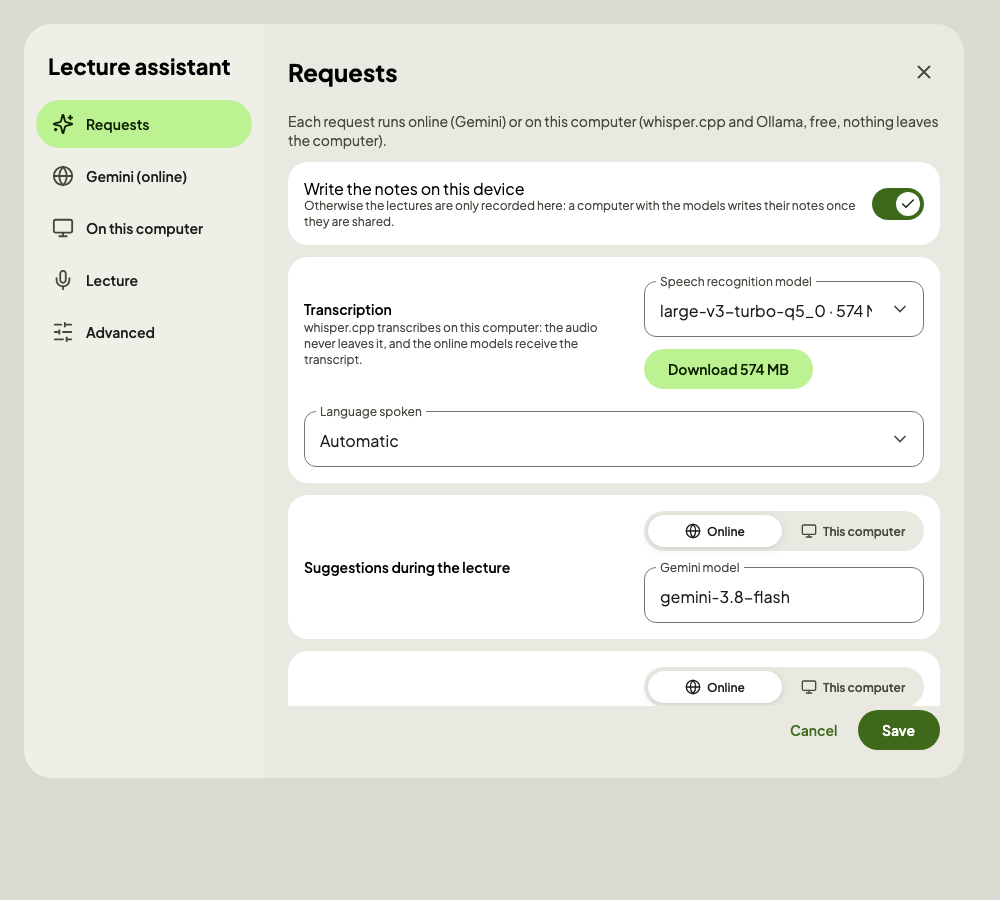 Lecture assistant
Requests
Gemini (online)
On this computer
Lecture
Advanced
Requests
Each request runs online (Gemini) or on this computer (whisper.cpp and Ollama, free, nothing leaves
the computer).
Write the notes on this device
Otherwise the lectures are only recorded here: a computer with the models writes their notes once
they are shared.
Transcription
whisper.cpp transcribes on this computer: the audio
never leaves it, and the online models receive the
transcript.
Speech recognition model
large-v3-turbo-q5_0 · 574 M
Download 574 MB
Language spoken
Automatic
Suggestions during the lecture
Online
This computer
Gemini model
gemini-3.8-flash
Online
This computer
Cancel
Save